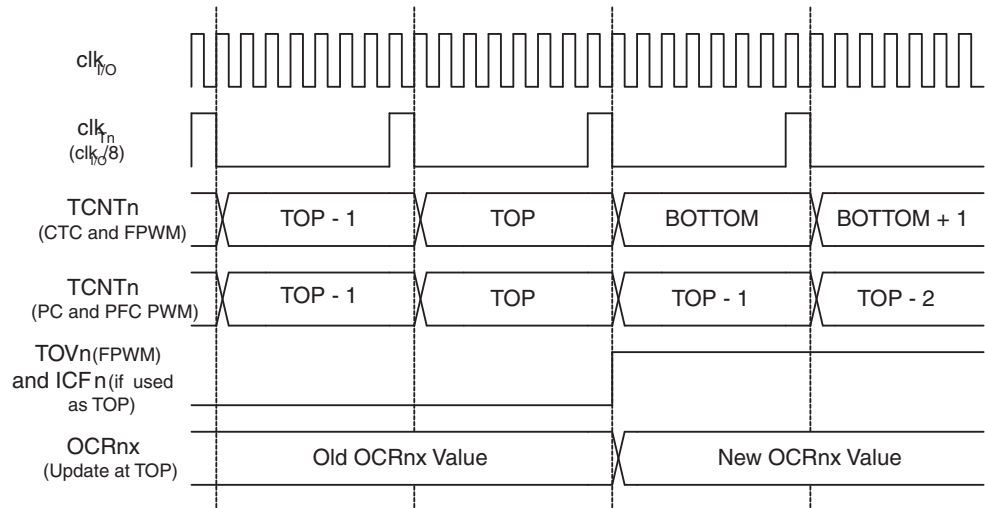 clkI/O
clkTn
(clkI/O/8)
TCNTn
(CTC and FPWM)
TOP - 1
TOP
BOTTOM
BOTTOM + 1
TCNTn
(PC and PFC PWM)
TOP - 1
TOP
TOP - 1
TOP - 2
TOVn(FPWM)
and ICFn(if used
as TOP)
OCRnx
(Update at TOP)
Old OCRnx Value
New OCRnx Value